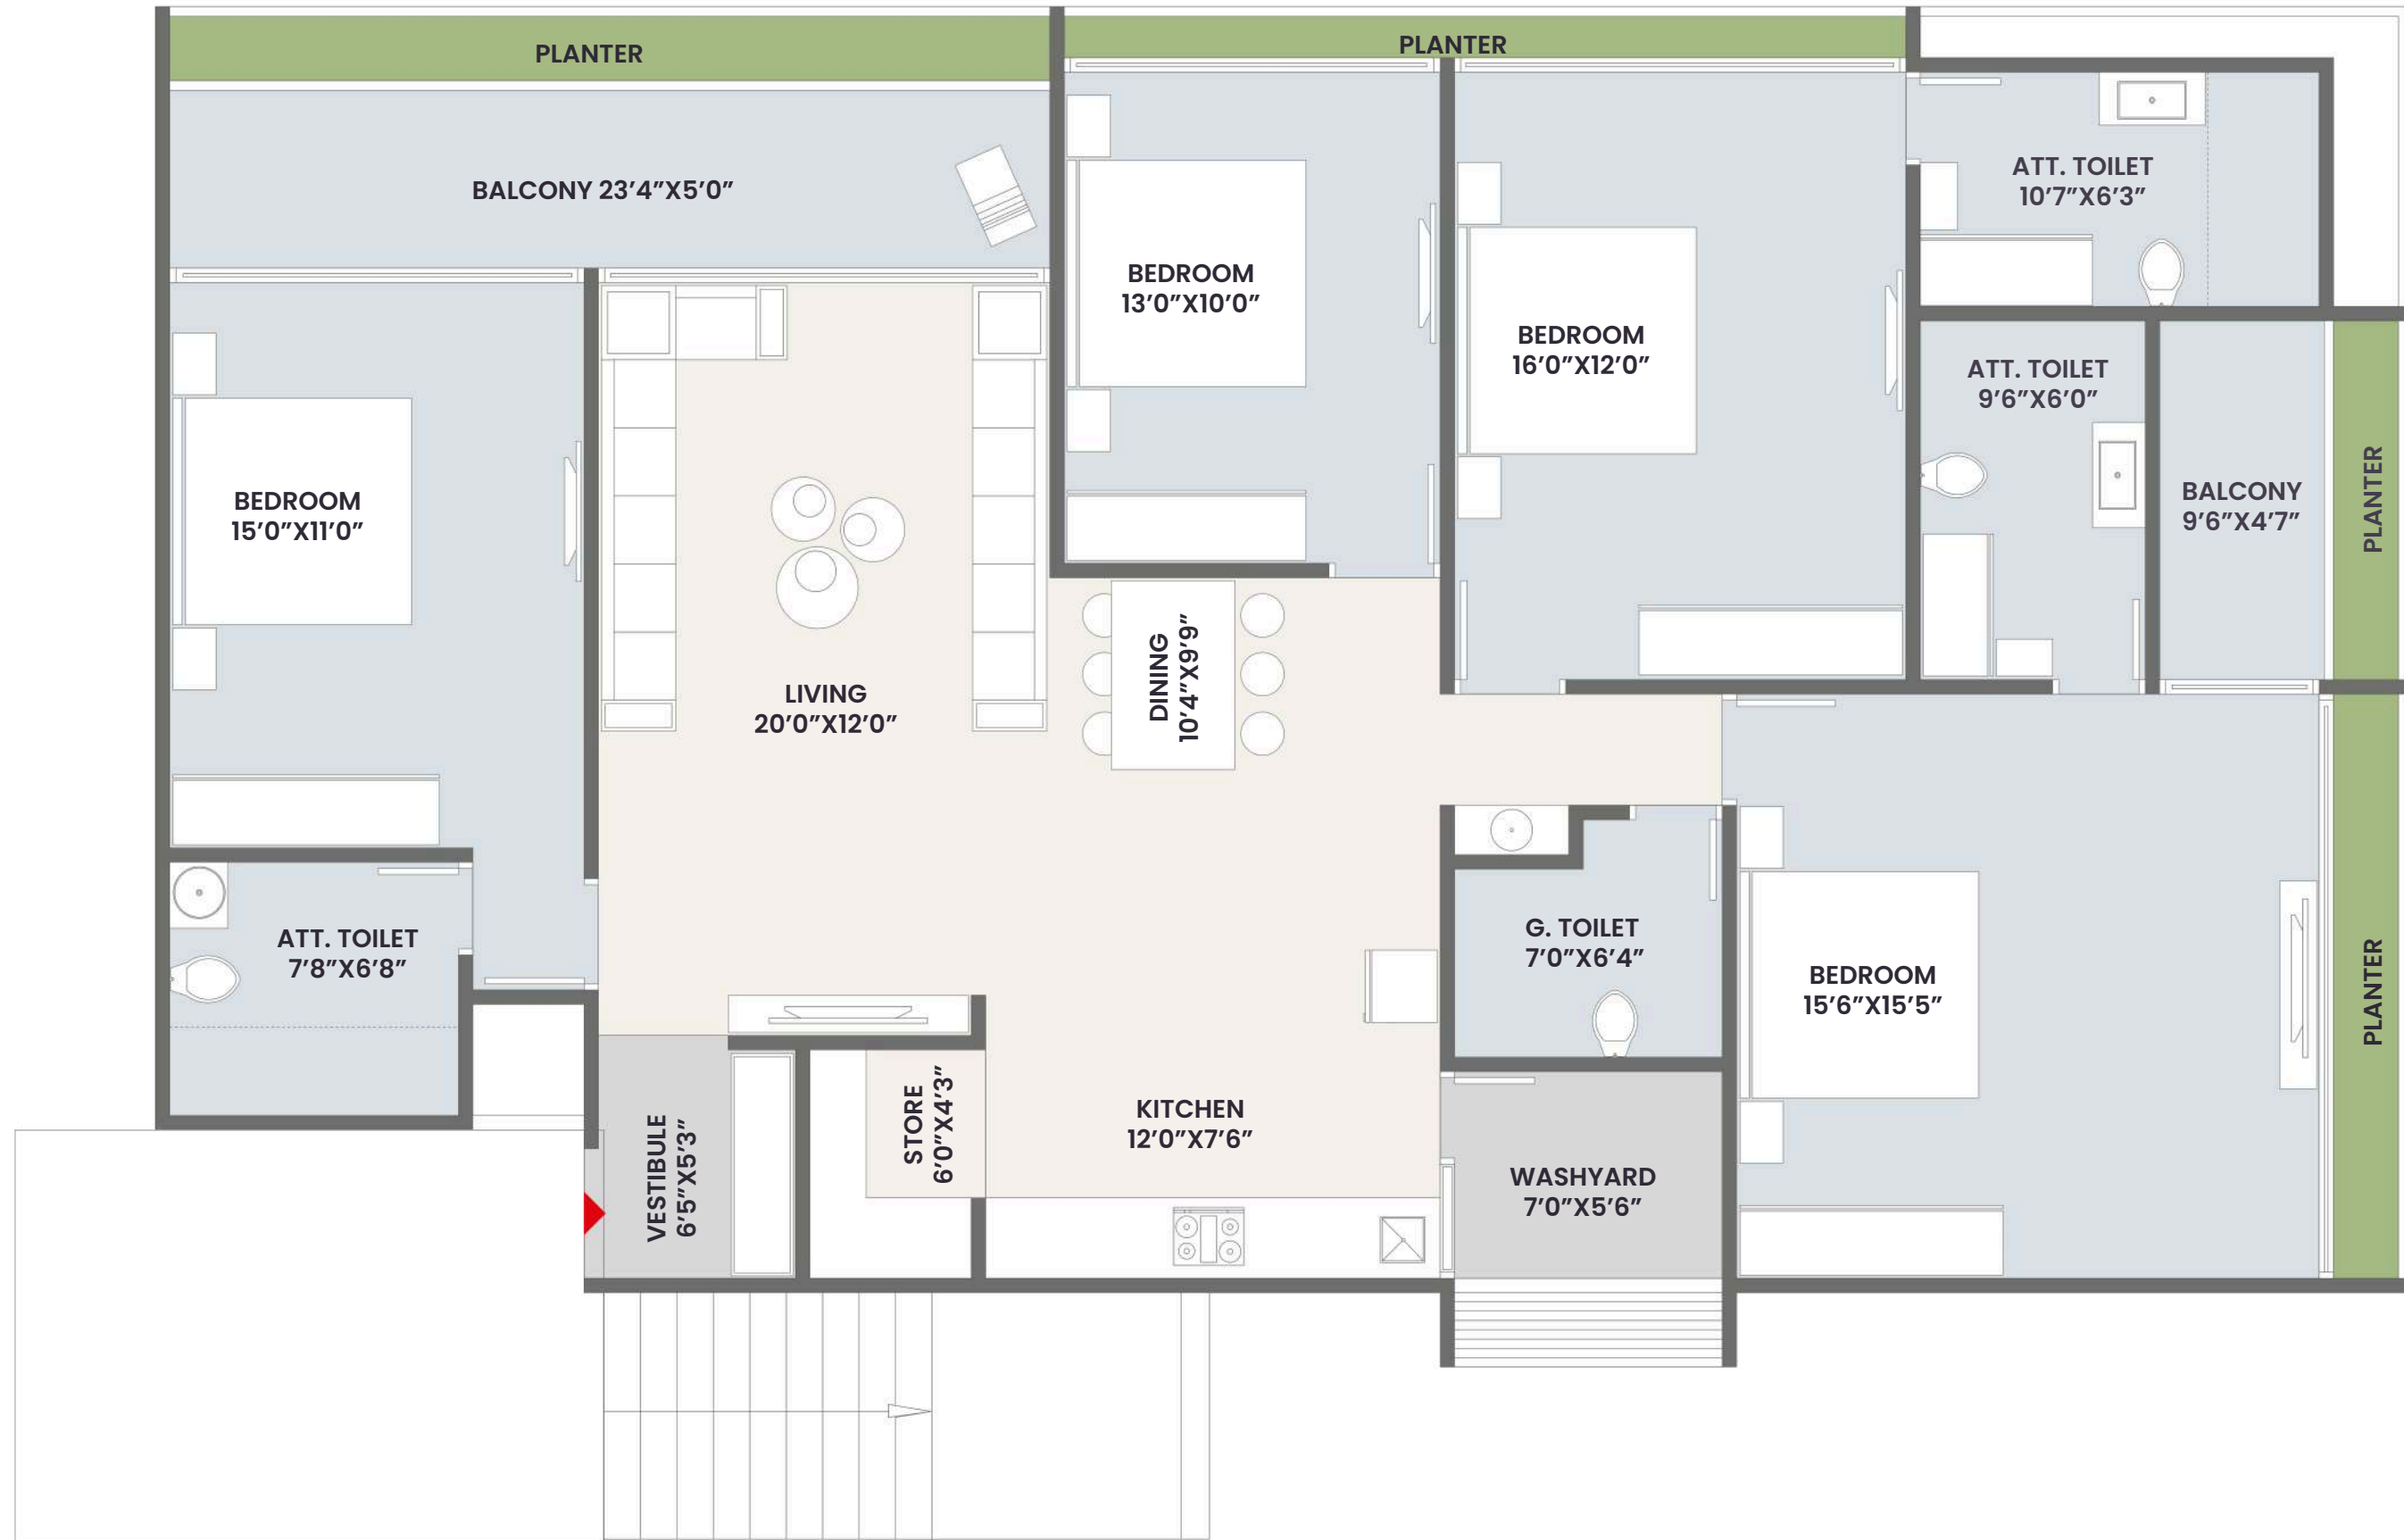 PLANTER
PLANTER
BALCONY 23’4”X5’0”
ATT. TOILET
10’7”X6’3”
BEDROOM
13’0”X10’0”
BEDROOM
16’0”X12’0”
ATT. TOILET
9’6”X6’0”
BALCONY
9’6”X4’7”
PLANTER
BEDROOM
15’0”X11’0”
LIVING
20’0”X12’0”
DINING
10’4”X9’9”
ATT. TOILET
7’8”X6’8”
G. TOILET
7’0”X6’4”
BEDROOM
15’6”X15’5”
PLANTER
VESTIBULE
6’5”X5’3”
STORE
6’0”X4’3”
KITCHEN
12’0”X7’6”
WASHYARD
7’0”X5’6”